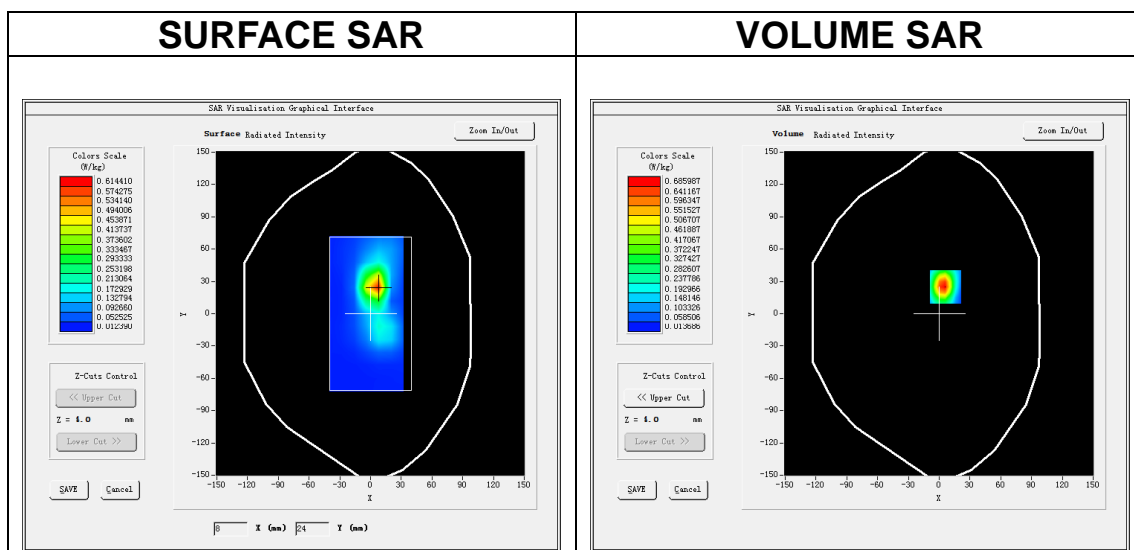 SURFACE SAR
VOLUME SAR
SAR Visualisation Graphical Interface
Surface Radiated Intensity
Zoom In/Out
Colors Scale
(W/kg)
0.614410
0.574275
0.534140
0.494006
0.453871
0.413737
0.373602
0.333467
0.293333
0.253198
0.213064
0.172929
0.132794
0.092660
0.052525
0.012390
150
120
90
60
30
0
-30
-60
-90
-120
-150
Y
-150 -120 -90 -60 -30 0 30 60 90 120 150
X
Z-Cuts Control
<< Upper Cut
Z = 4.0 mm
Lower Cut >>
SAVE Cancel
8 X (mm) 24 Y (mm)
SAR Visualisation Graphical Interface
Volume Radiated Intensity
Zoom In/Out
Colors Scale
(W/kg)
0.685987
0.641167
0.596347
0.551527
0.506707
0.461887
0.417067
0.372247
0.327427
0.282607
0.237786
0.192966
0.148146
0.103326
0.058506
0.013686
150
120
90
60
30
0
-30
-60
-90
-120
-150
Y
-150 -120 -90 -60 -30 0 30 60 90 120 150
X
Z-Cuts Control
<< Upper Cut
Z = 4.0 mm
Lower Cut >>
SAVE Cancel